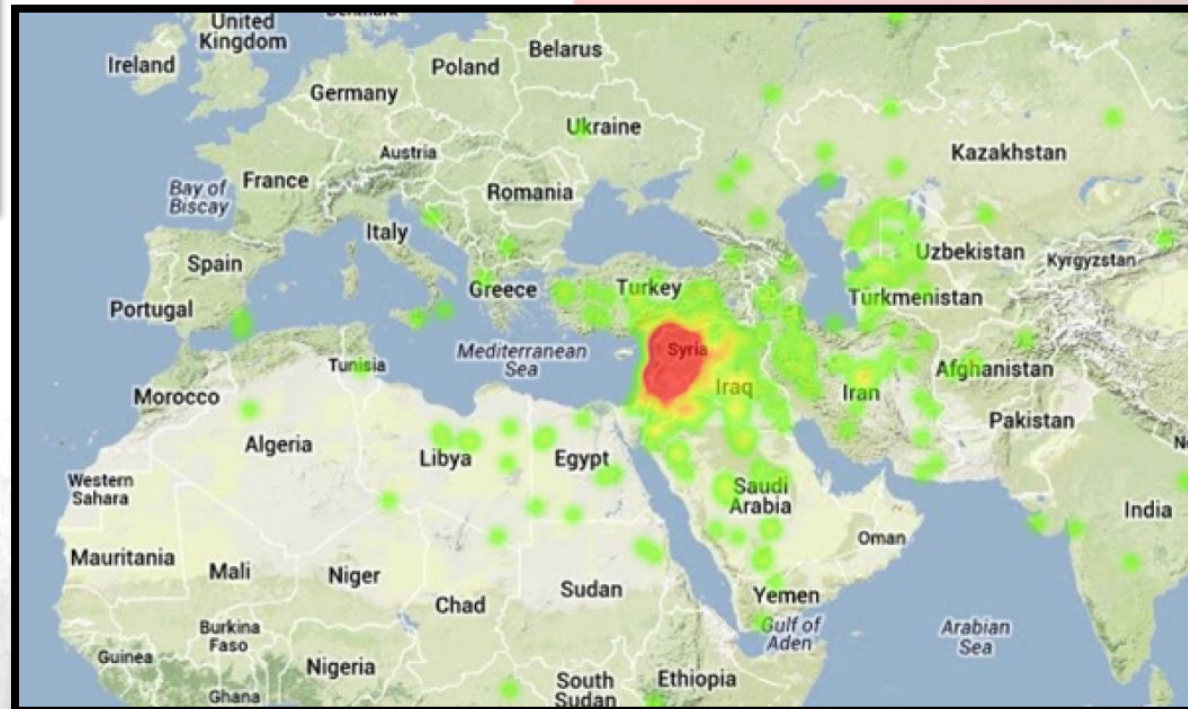 Denmark
United
Kingdom
Ireland
Belarus
Poland
Germany
Ukraine
Austria
Kazakhstan
France
Bay of
Biscay
Romania
Italy
Spain
Uzbekistan
Kyrgyzstan
Portugal
Greece
Turkey
Turkmenistan
Syria
Tunisia
Mediterranean
Sea
Iraq
Iran
Afghanistan
Morocco
Pakistan
Algeria
Libya
Egypt
Western
Sahara
Saudi
Arabia
India
Oman
Mauritania
Mali
Niger
Sudan
Chad
Yemen
Gulf of
Aden
Arabian
Sea
Burkina
Faso
Guinea
Nigeria
Ghana
South
Sudan
Ethiopia